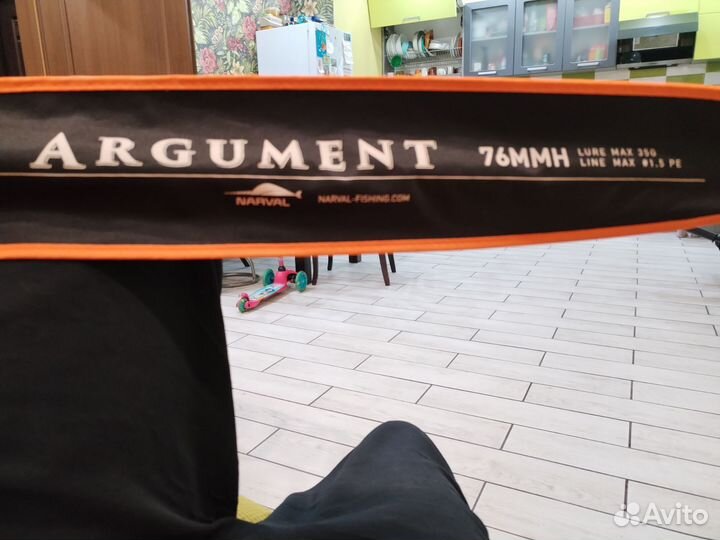 ARGUMENT
76MMH
LURE MAX 35G
LINE MAX #1.5 PE
NARVAL
NARVAL-FISHING.COM
Avito